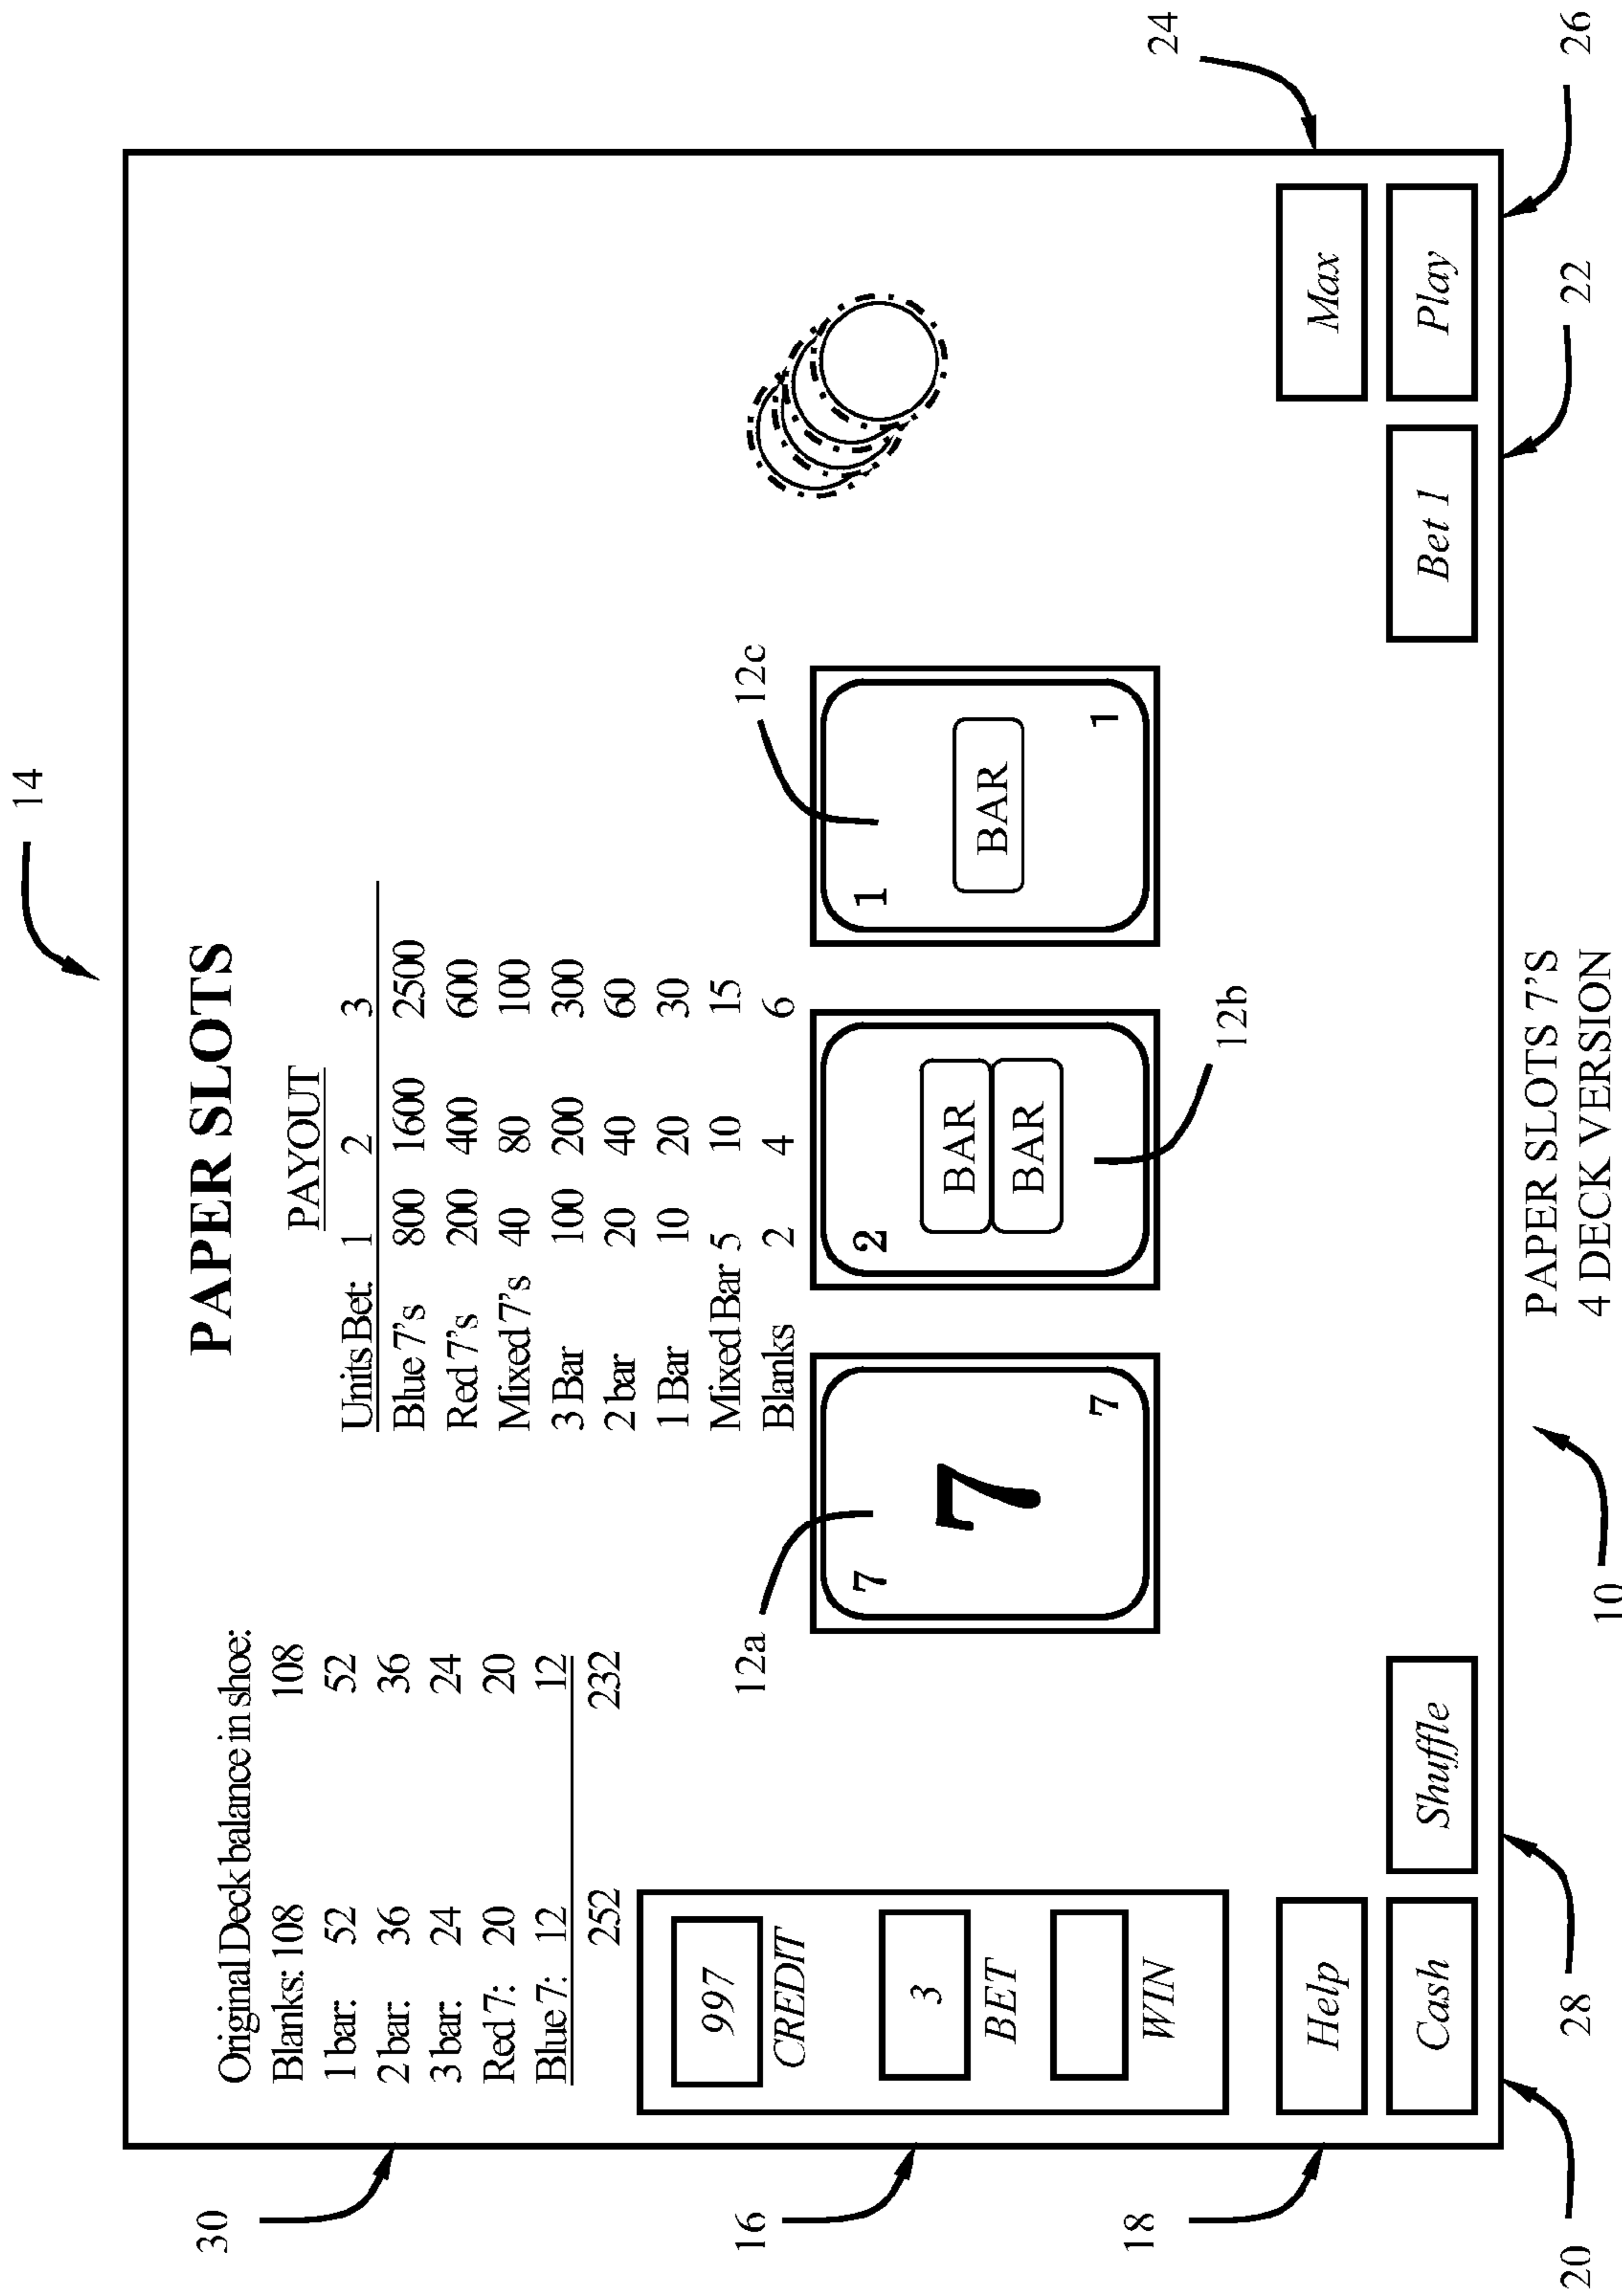 14
PAPER SLOTS
Original Deck balance in shoe:
Blanks: 108 108
1 bar: 52 52
2 bar: 36 36
3 bar: 24 24
Red 7: 20 20
Blue 7: 12 12
252 232
PAYOUT
Units Bet: 1 2 3
Blue 7's 800 1600 2500
Red 7's 200 400 600
Mixed 7's 40 80 100
3 Bar 100 200 300
2 bar 20 40 60
1 Bar 10 20 30
Mixed Bar 5 10 15
Blanks 2 4 6
30
997
CREDIT
3
BET
WIN
16
12a
7
7
7
2
BAR
BAR
12b
12c
1
BAR
1
18
Help
Max
24
Cash
Shuffle
Bet 1
Play
20
28
10
PAPER SLOTS 7'S
4 DECK VERSION
22
26